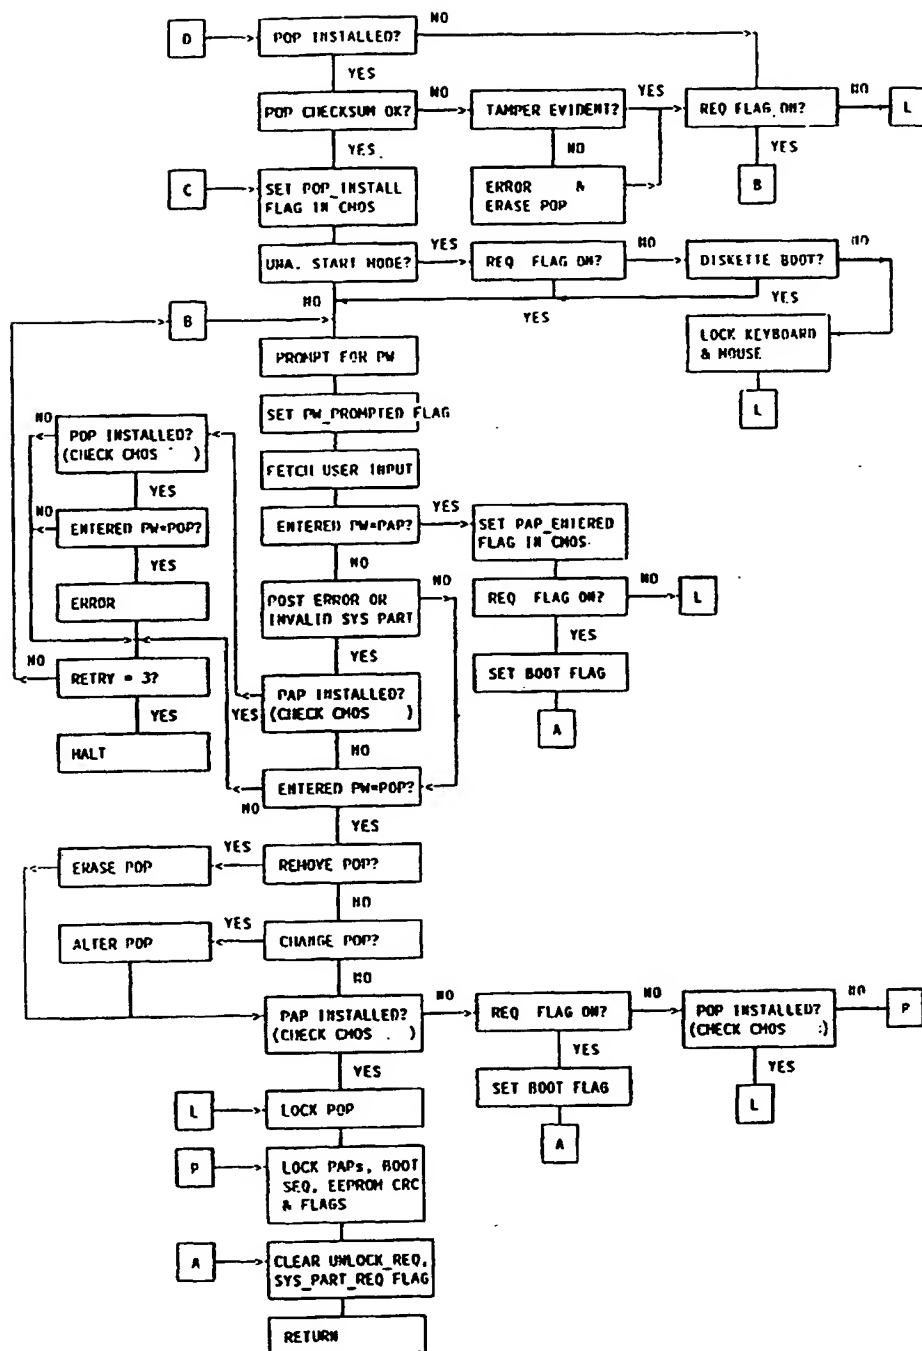 NO
D
POP INSTALLED?
YES
NO
YES
NO
POP CHECKSUM OK?
TAMPER EVIDENT?
REQ FLAG ON?
L
YES
NO
YES
C
SET POP_INSTALL
FLAG IN CMOS
ERROR &
ERASE POP
B
YES
NO
NO
UNA. START MODE?
REQ FLAG ON?
DISKETTE BOOT?
NO
YES
YES
B
LOCK KEYBOARD
& MOUSE
PROMPT FOR PW
L
SET PW_PROMPTED FLAG
NO
POP INSTALLED?
(CHECK CMOS )
FETCH USER INPUT
YES
YES
NO
ENTERED PW=POP?
ENTERED PW=PAP?
SET PAP_ENTERED
FLAG IN CMOS
YES
NO
NO
NO
ERROR
POST ERROR OR
INVALID SYS PART
REQ FLAG ON?
L
YES
YES
NO
RETRY = 3?
PAP INSTALLED?
(CHECK CMOS )
SET BOOT FLAG
YES
YES
A
HALT
NO
ENTERED PW=POP?
NO
YES
YES
ERASE POP
REMOVE POP?
NO
YES
ALTER POP
CHANGE POP?
NO
NO
NO
NO
PAP INSTALLED?
(CHECK CMOS . )
REQ FLAG ON?
POP INSTALLED?
(CHECK CMOS :)
P
YES
YES
YES
L
LOCK POP
SET BOOT FLAG
L
A
P
LOCK PAPs, BOOT
SEQ, EEPROM CRC
& FLAGS
A
CLEAR UNLOCK_REQ,
SYS_PART_REQ FLAG
RETURN